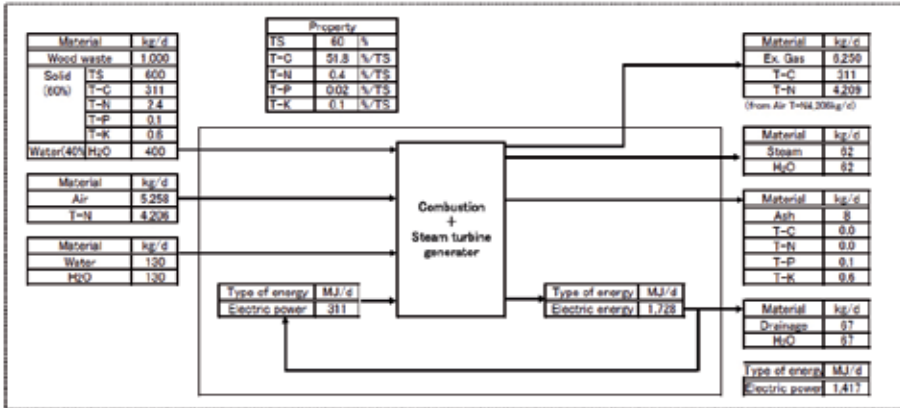 Property
TS 60 %
T-C 51.8 %/TS
T-N 0.4 %/TS
T-P 0.02 %/TS
T-K 0.1 %/TS
Material kg/d
Wood waste 1,000
Solid (60%) TS 600
T-C 311
T-N 2.4
T-P 0.1
T-K 0.6
Water(40% H2O 400
Material kg/d
Air 5,258
T-N 4,206
Material kg/d
Water 130
H2O 130
Type of energy MJ/d
Electric power 311
Combustion
+
Steam turbine
generater
Type of energy MJ/d
Electric energy 1,728
Material kg/d
Ex. Gas 6,250
T-C 311
T-N 4,209
(from Air T-N4,206kg/d)
Material kg/d
Steam 62
H2O 62
Material kg/d
Ash 8
T-C 0.0
T-N 0.0
T-P 0.1
T-K 0.6
Material kg/d
Drainage 67
H2O 67
Type of energy MJ/d
Electric power 1,417